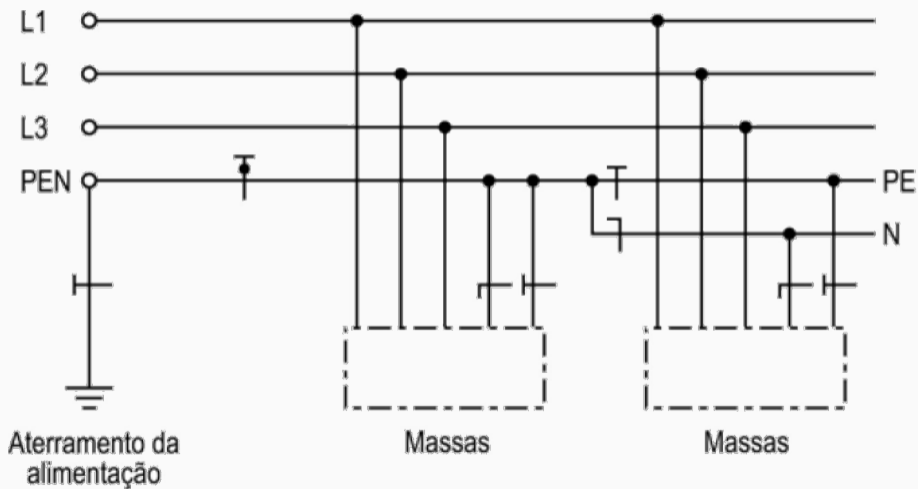 L1
L2
L3
PEN
PE
N
Aterramento da
alimentação
Massas
Massas